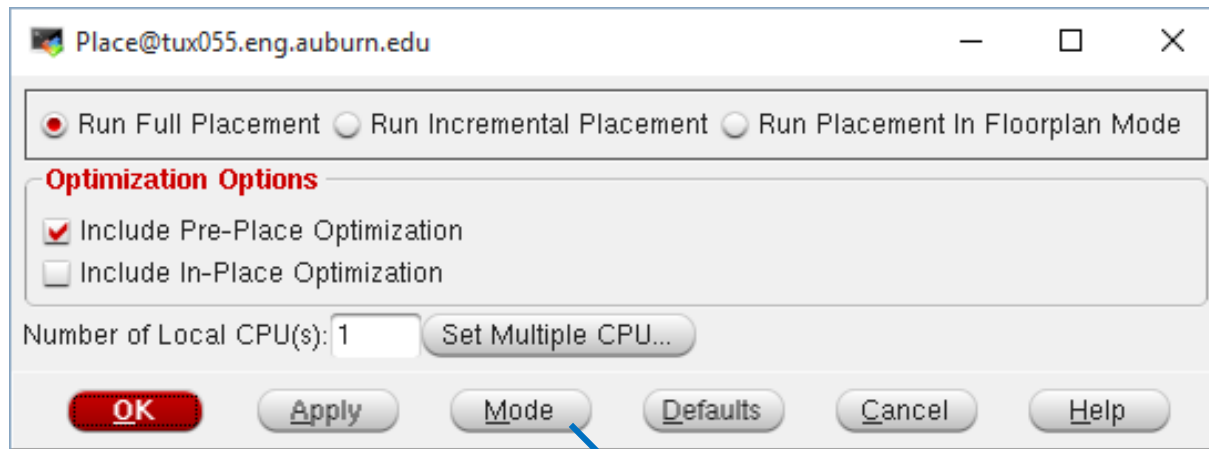 Place@tux055.eng.auburn.edu
Run Full Placement Run Incremental Placement Run Placement In Floorplan Mode
Optimization Options
Include Pre-Place Optimization
Include In-Place Optimization
Number of Local CPU(s): 1 Set Multiple CPU...
OK Apply Mode Defaults Cancel Help